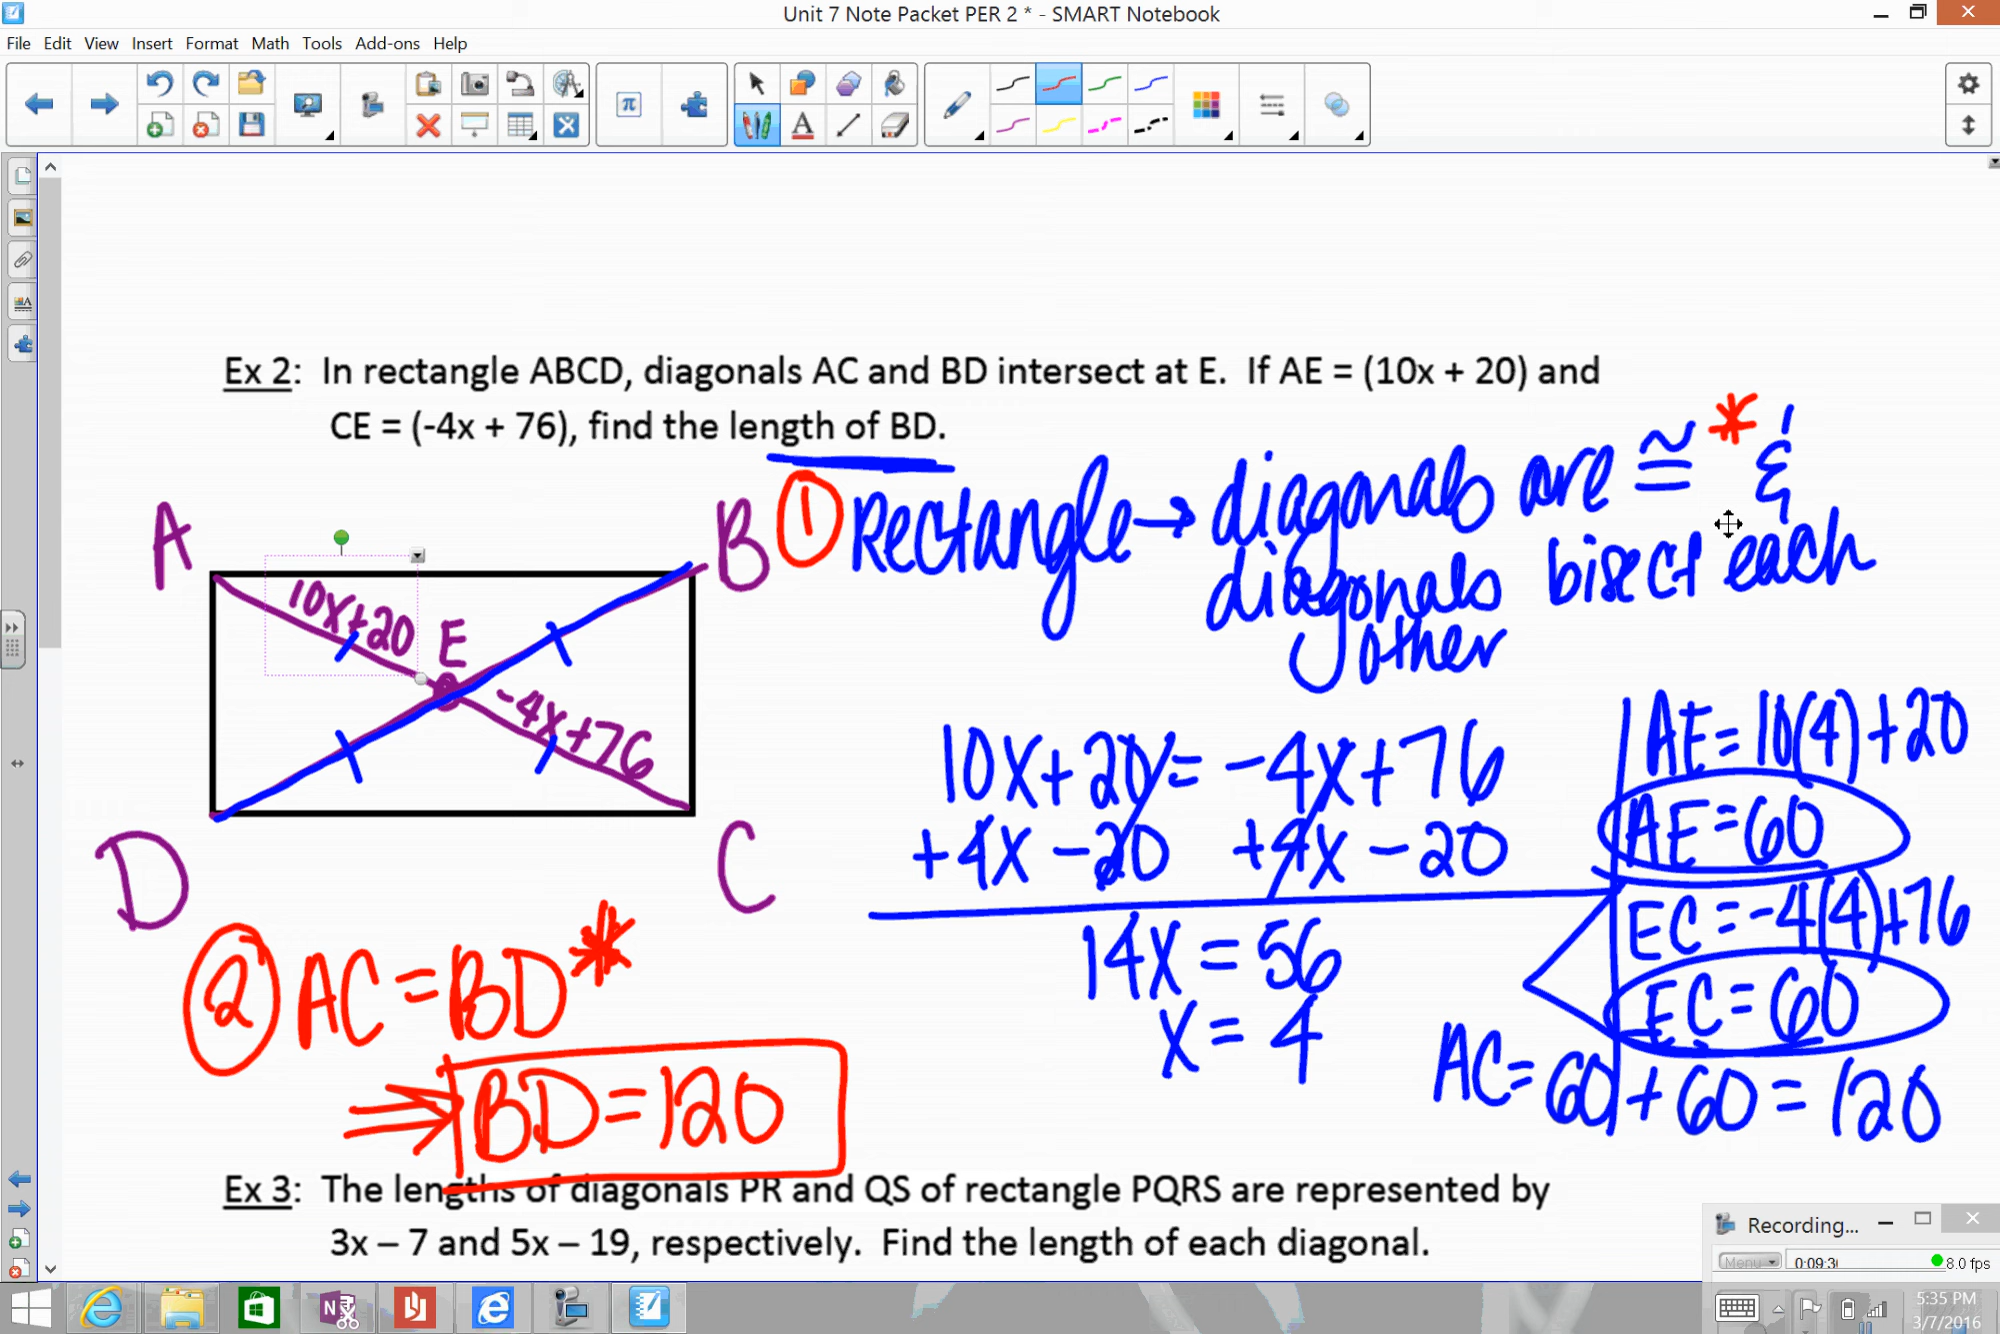 Unit 7 Note Packet PER 2 * - SMART Notebook
File Edit View Insert Format Math Tools Add-ons Help
Ex 2: In rectangle ABCD, diagonals AC and BD intersect at E. If AE = (10x + 20) and
CE = (-4x + 76), find the length of BD.
① Rectangle → diagonals are ≅ * &
diagonals bisect each
other
A
B
10x+20
E
-4x+76
D
C
10x+20 = -4x+76
+4x -20 +4x -20
14x = 56
x = 4
AE = 10(4)+20
AE = 60
EC = -4(4)+76
EC = 60
AC = 60 + 60 = 120
② AC = BD *
⇒ BD = 120
Ex 3: The lengths of diagonals PR and QS of rectangle PQRS are represented by
3x – 7 and 5x – 19, respectively. Find the length of each diagonal.
Recording...
Menu 8.0 fps
5:35 PM
3/7/2016